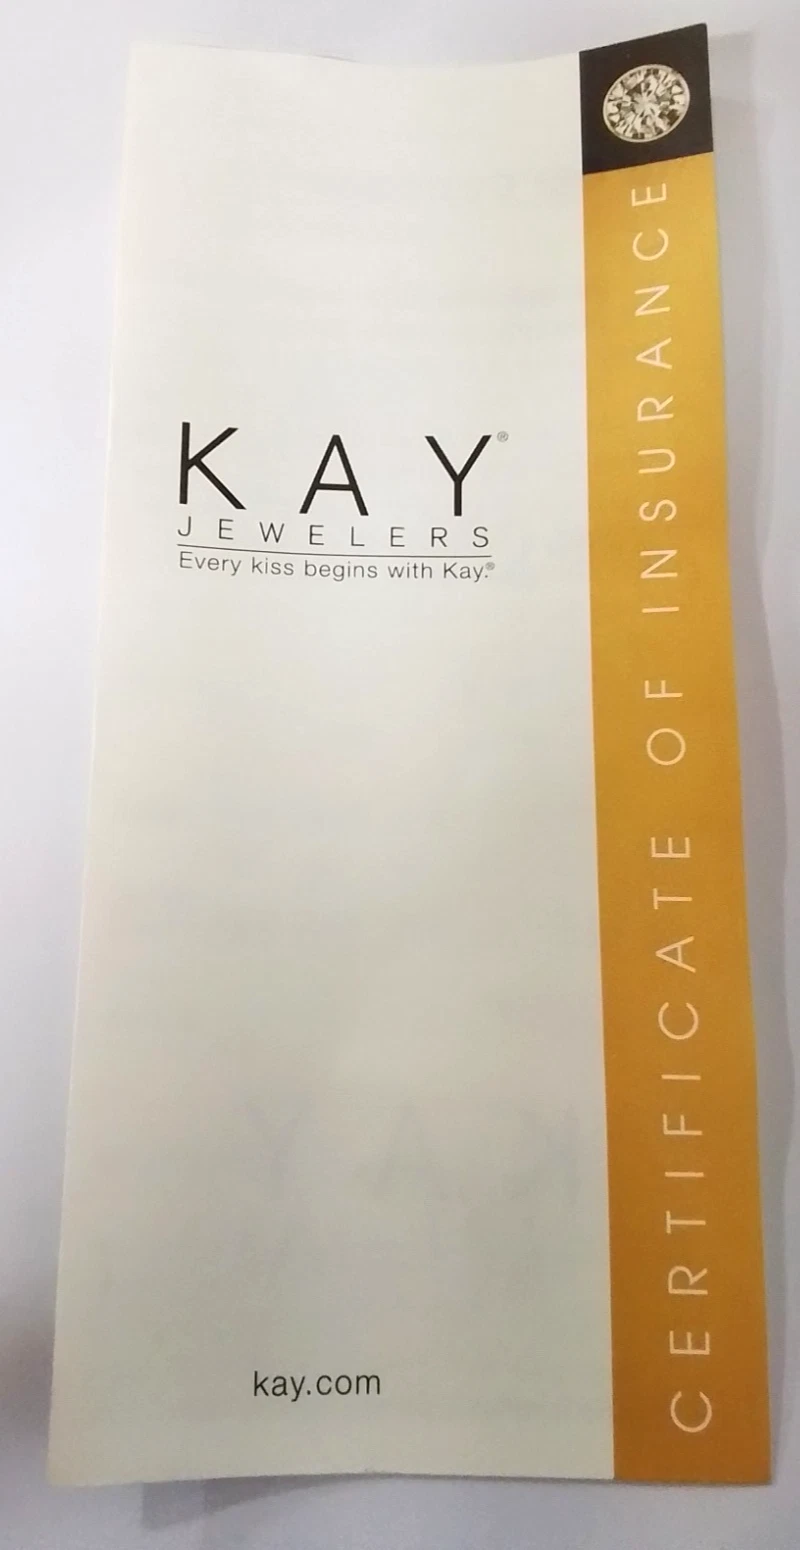 KAY®
JEWELERS
Every kiss begins with Kay.®
kay.com
CERTIFICATE OF INSURANCE